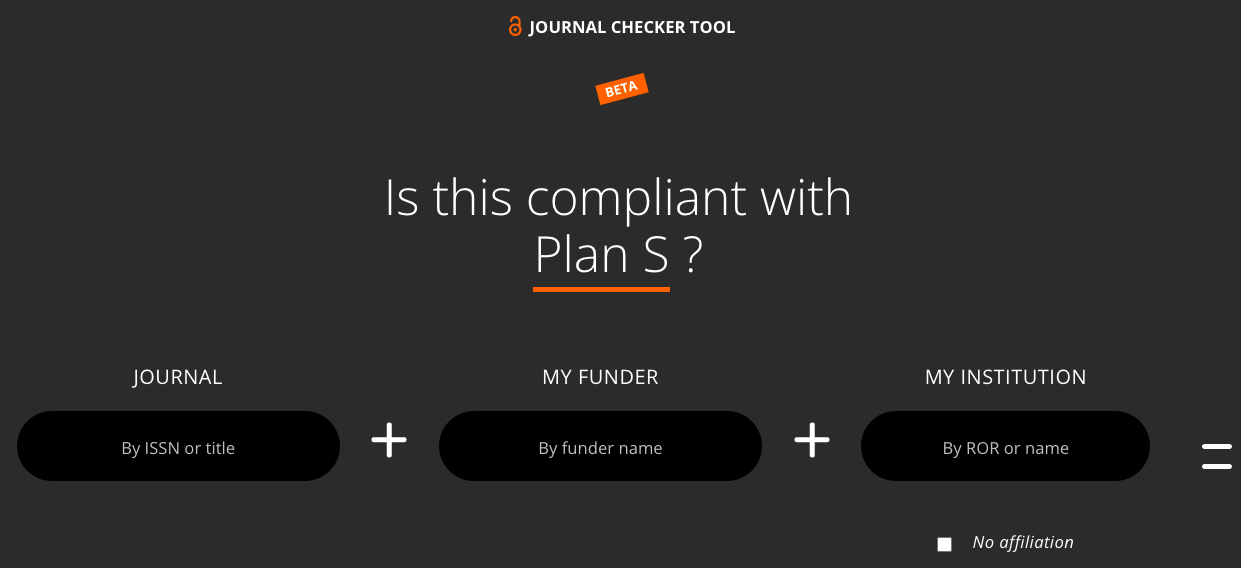 JOURNAL CHECKER TOOL
BETA
Is this compliant with
Plan S ?
JOURNAL
By ISSN or title
+
MY FUNDER
By funder name
+
MY INSTITUTION
By ROR or name
=
No affiliation